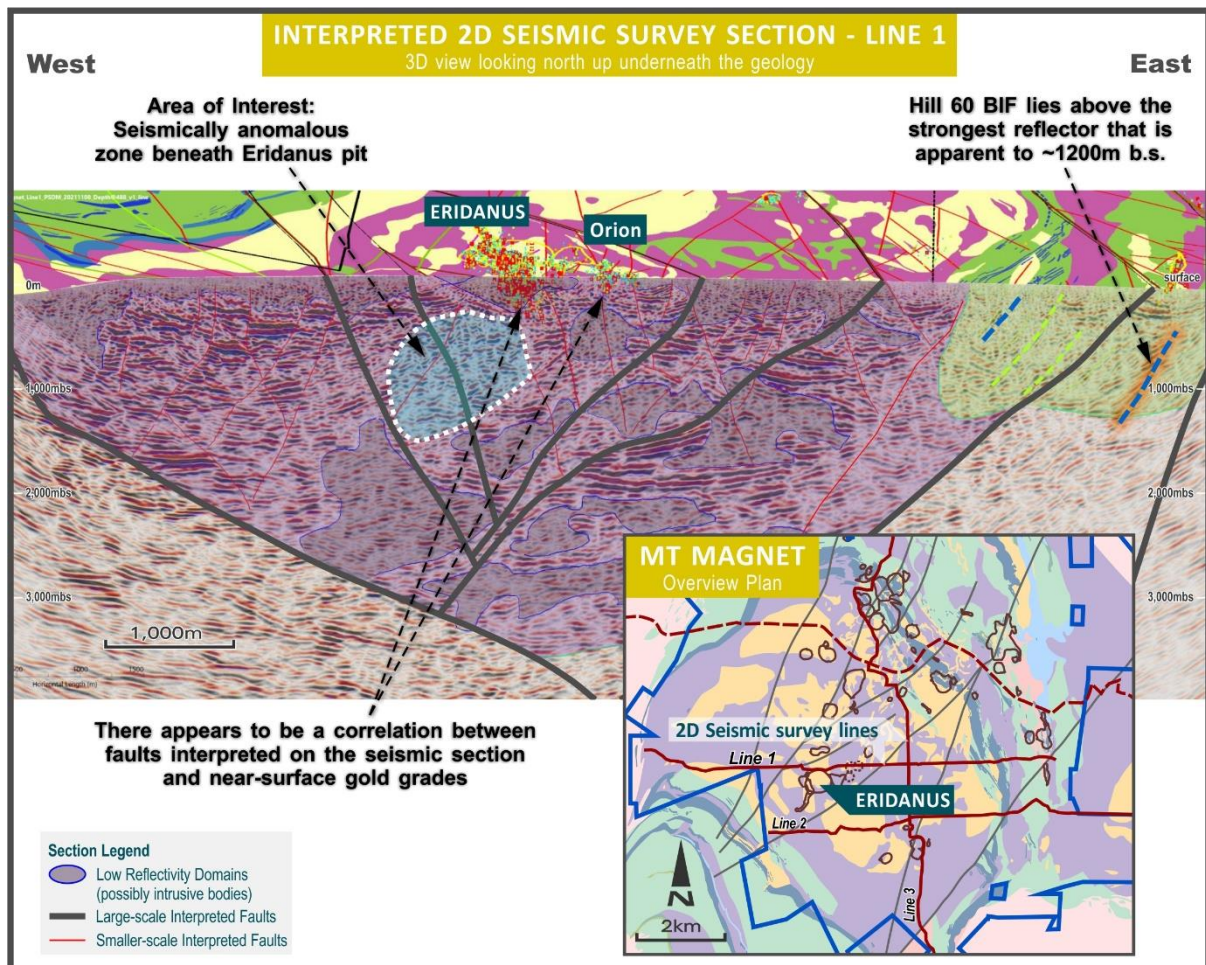 INTERPRETED 2D SEISMIC SURVEY SECTION - LINE 1
3D view looking north up underneath the geology
West
East
Area of Interest:
Seismically anomalous
zone beneath Eridanus pit
Hill 60 BIF lies above the
strongest reflector that is
apparent to ~1200m b.s.
ERIDANUS
Orion
0m
surface
1,000mbs
1,000mbs
2,000mbs
2,000mbs
3,000mbs
3,000mbs
1,000m
Horizontal Length (m)
There appears to be a correlation between
faults interpreted on the seismic section
and near-surface gold grades
MT MAGNET
Overview Plan
2D Seismic survey lines
Line 1
ERIDANUS
Line 2
Line 3
N
2km
Section Legend
Low Reflectivity Domains
(possibly intrusive bodies)
Large-scale Interpreted Faults
Smaller-scale Interpreted Faults